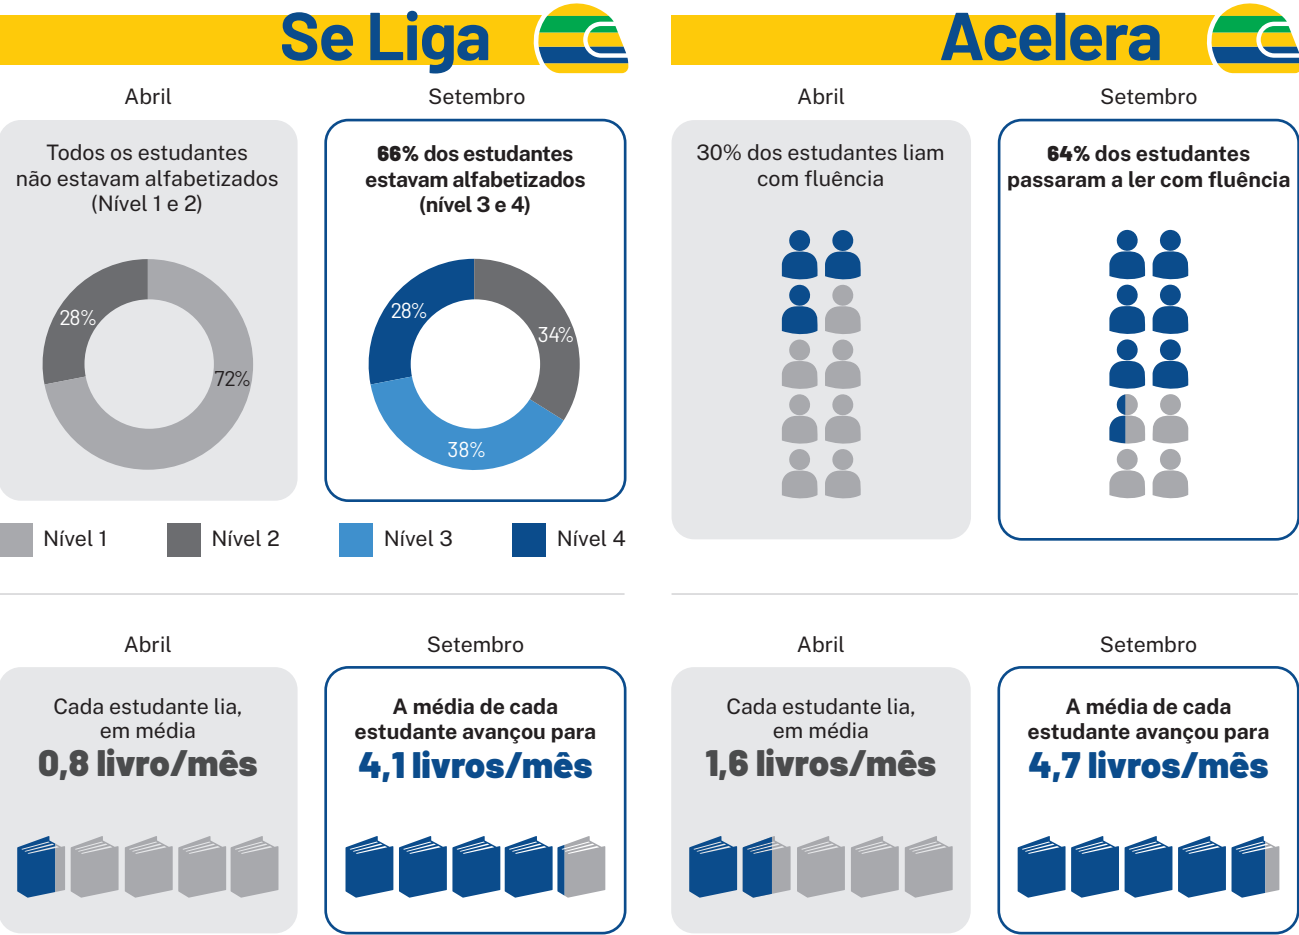 Se Liga
Abril
Todos os estudantes
não estavam alfabetizados
(Nível 1 e 2)
28%
72%
Setembro
66% dos estudantes
estavam alfabetizados
(nível 3 e 4)
28%
34%
38%
Nível 1
Nível 2
Nível 3
Nível 4
Abril
Cada estudante lia,
em média
0,8 livro/mês
Setembro
A média de cada
estudante avançou para
4,1 livros/mês
Acelera
Abril
30% dos estudantes liam
com fluência
Setembro
64% dos estudantes
passaram a ler com fluência
Abril
Cada estudante lia,
em média
1,6 livros/mês
Setembro
A média de cada
estudante avançou para
4,7 livros/mês